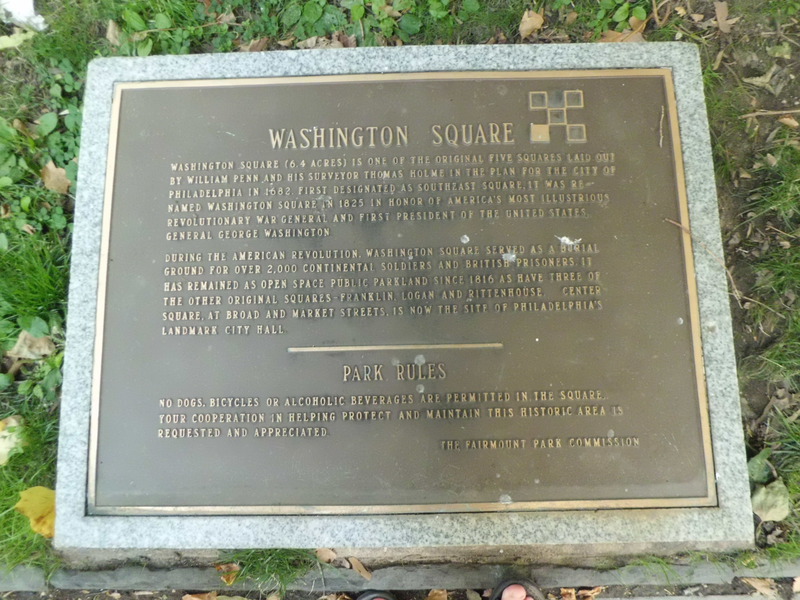 WASHINGTON SQUARE
WASHINGTON SQUARE (6.4 ACRES) IS ONE OF THE ORIGINAL FIVE SQUARES LAID OUT
BY WILLIAM PENN AND HIS SURVEYOR THOMAS HOLME IN THE PLAN FOR THE CITY OF
PHILADELPHIA IN 1682. FIRST DESIGNATED AS SOUTHEAST SQUARE, IT WAS RE-
NAMED WASHINGTON SQUARE IN 1825 IN HONOR OF AMERICA'S MOST ILLUSTRIOUS
REVOLUTIONARY WAR GENERAL AND FIRST PRESIDENT OF THE UNITED STATES,
GENERAL GEORGE WASHINGTON.
DURING THE AMERICAN REVOLUTION, WASHINGTON SQUARE SERVED AS A BURIAL
GROUND FOR OVER 2,000 CONTINENTAL SOLDIERS AND BRITISH PRISONERS. IT
HAS REMAINED AS OPEN SPACE PUBLIC PARKLAND SINCE 1816 AS HAVE THREE OF
THE OTHER ORIGINAL SQUARES-FRANKLIN, LOGAN AND RITTENHOUSE. CENTER
SQUARE, AT BROAD AND MARKET STREETS, IS NOW THE SITE OF PHILADELPHIA'S
LANDMARK CITY HALL.
PARK RULES
NO DOGS, BICYCLES OR ALCOHOLIC BEVERAGES ARE PERMITTED IN THE SQUARE.
YOUR COOPERATION IN HELPING PROTECT AND MAINTAIN THIS HISTORIC AREA IS
REQUESTED AND APPRECIATED.
THE FAIRMOUNT PARK COMMISSION